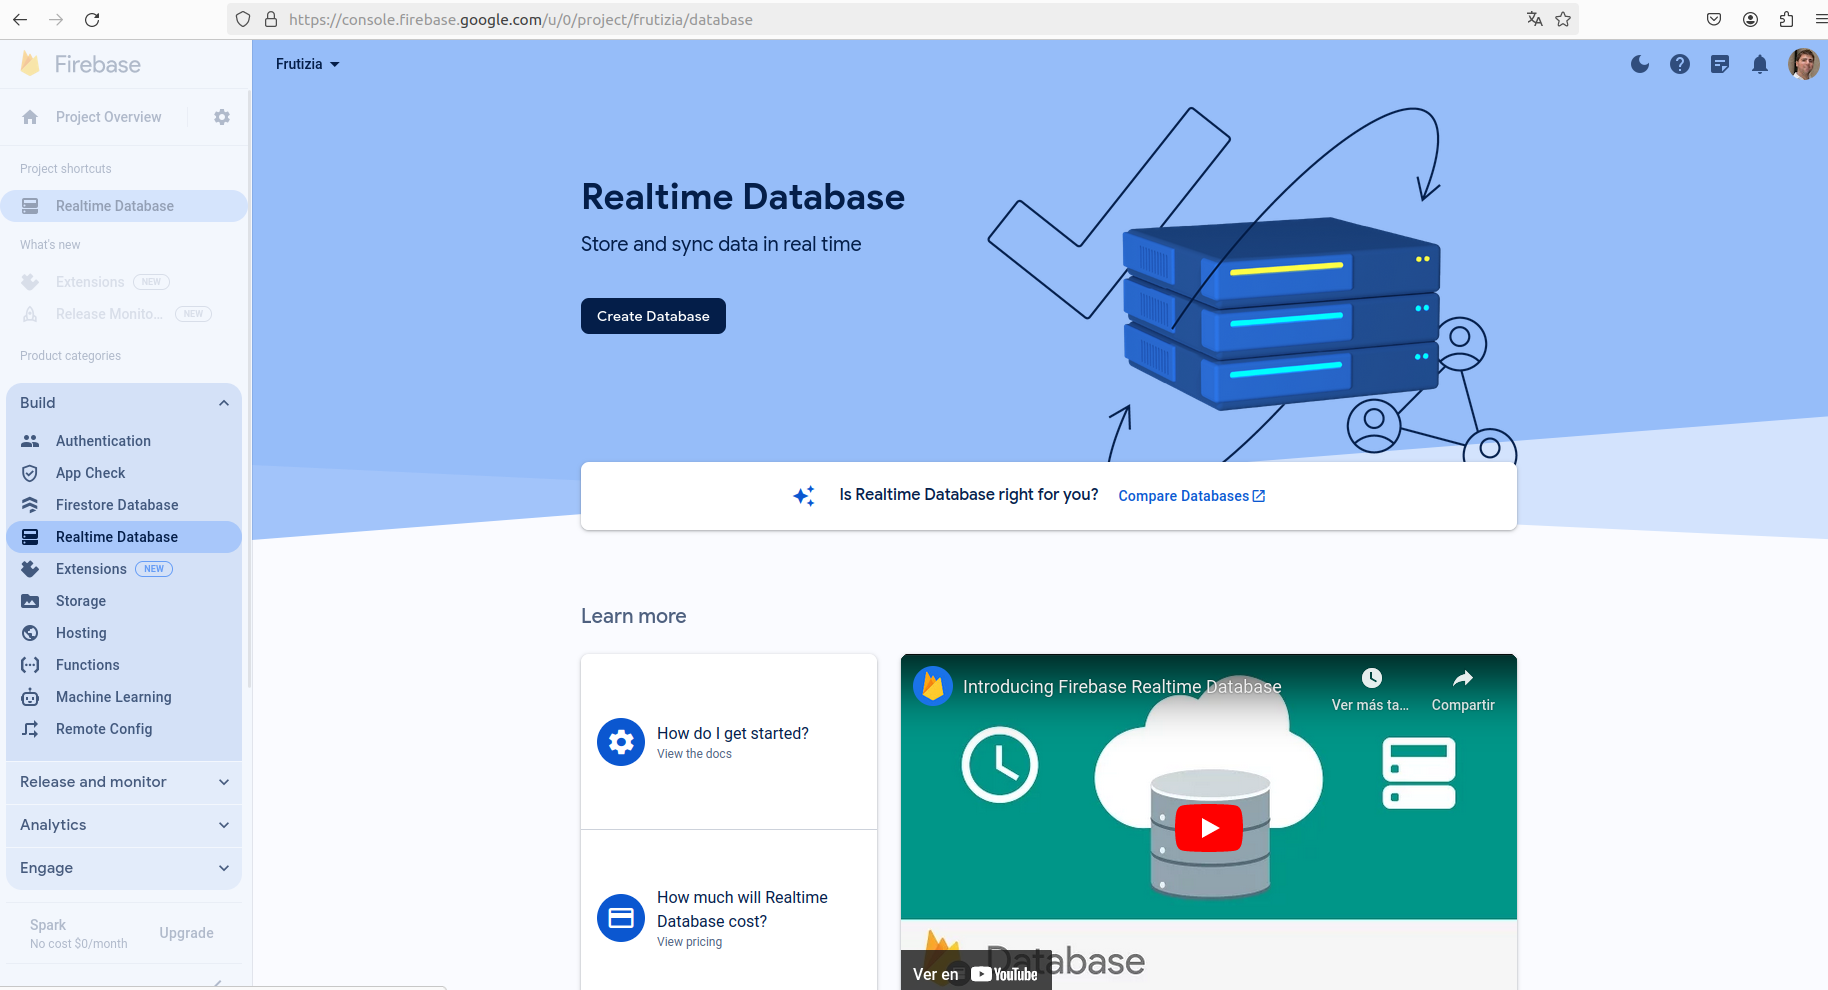 https://console.firebase.google.com/u/0/project/frutizia/database
Firebase
Frutizia
Project Overview
Project shortcuts
Realtime Database
What's new
Extensions NEW
Release Monito... NEW
Product categories
Build
Authentication
App Check
Firestore Database
Realtime Database
Extensions NEW
Storage
Hosting
Functions
Machine Learning
Remote Config
Release and monitor
Analytics
Engage
Spark
No cost $0/month
Upgrade
Realtime Database
Store and sync data in real time
Create Database
Is Realtime Database right for you? Compare Databases
Learn more
How do I get started?
View the docs
How much will Realtime
Database cost?
View pricing
Introducing Firebase Realtime Database
Ver más ta...
Compartir
Database
Ver en YouTube